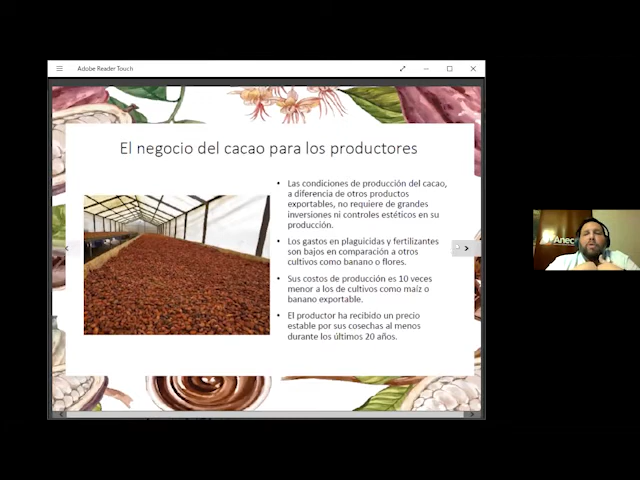 Adobe Reader Touch
El negocio del cacao para los productores
• Las condiciones de producción del cacao,
a diferencia de otros productos
exportables, no requiere de grandes
inversiones ni controles estéticos en su
producción.
• Los gastos en plaguicidas y fertilizantes
son bajos en comparación a otros
cultivos como banano o flores.
• Sus costos de producción es 10 veces
menor a los de cultivos como maíz o
banano exportable.
• El productor ha recibido un precio
estable por sus cosechas al menos
durante los últimos 20 años.